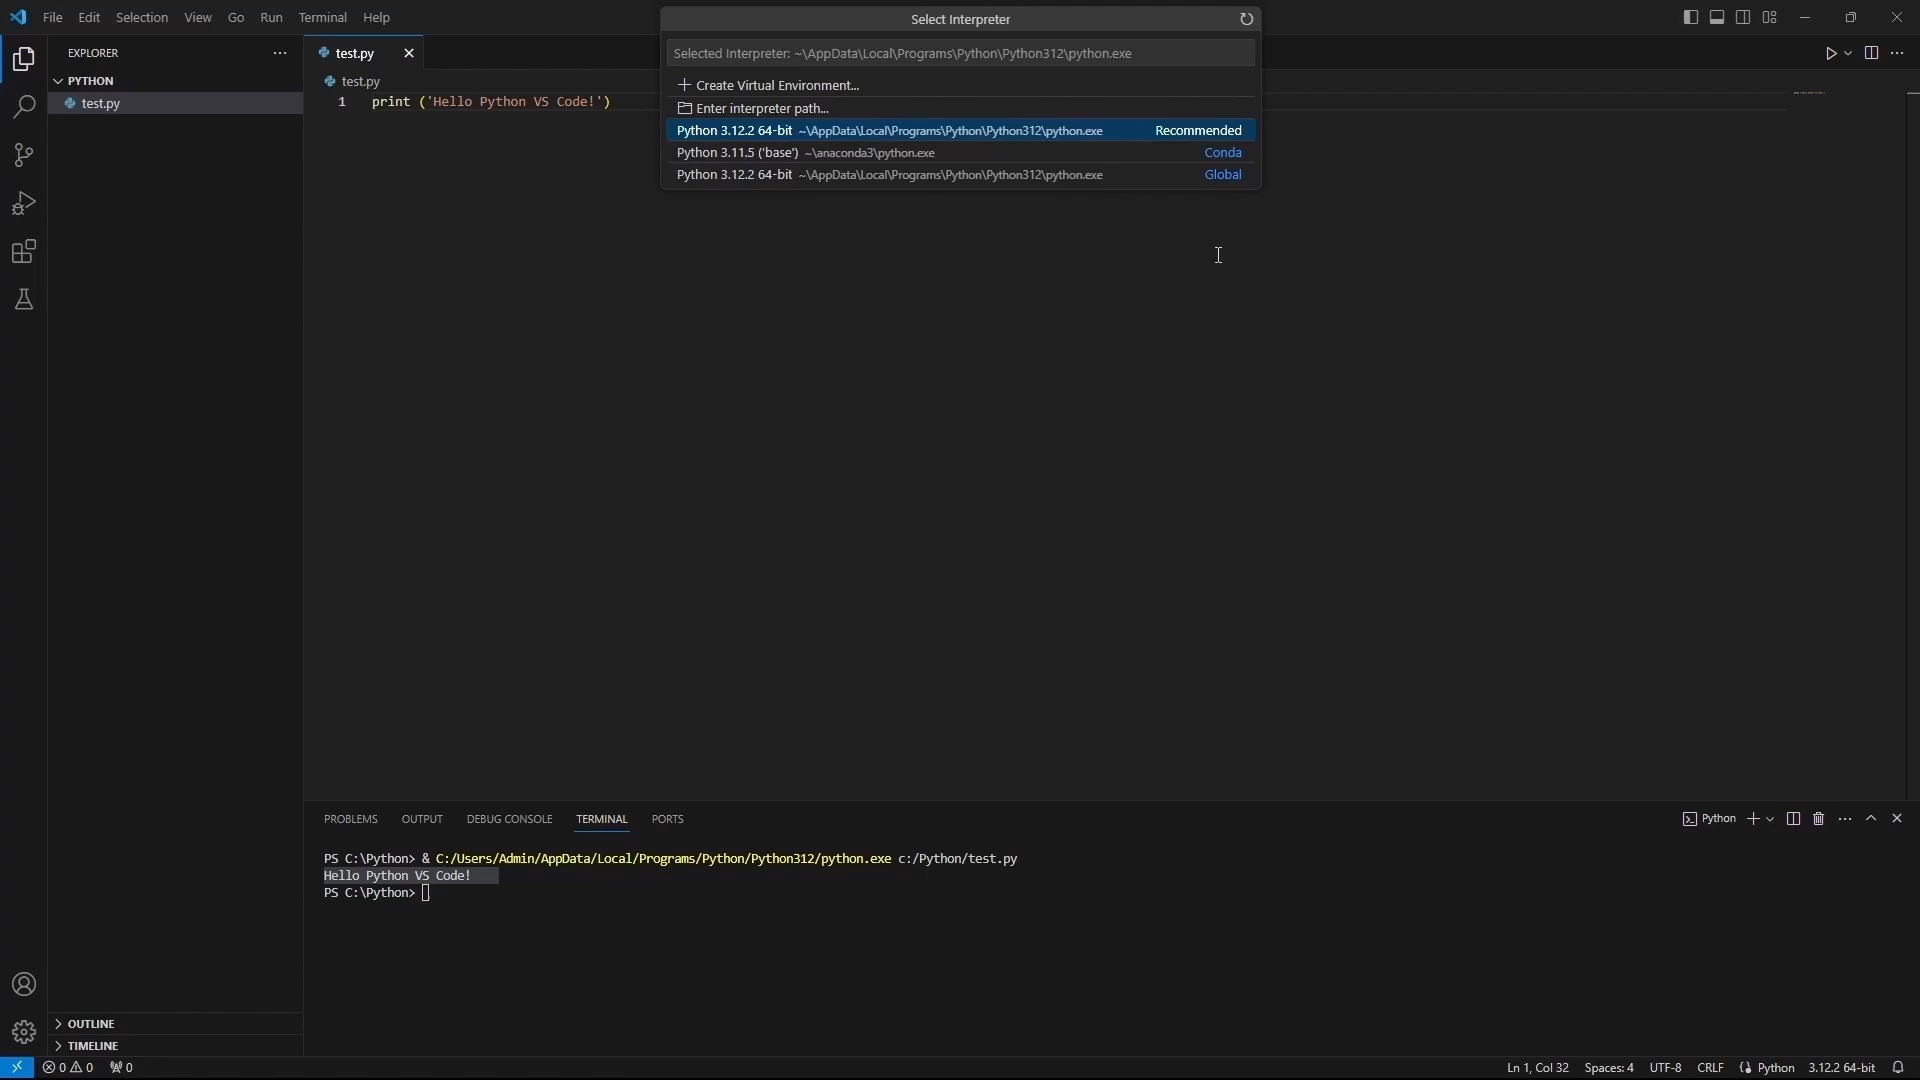 File Edit Selection View Go Run Terminal Help
Select Interpreter
EXPLORER
test.py
Selected Interpreter: ~\AppData\Local\Programs\Python\Python312\python.exe
PYTHON
test.py
Create Virtual Environment...
test.py
1 print ('Hello Python VS Code!')
Enter interpreter path...
Python 3.12.2 64-bit ~\AppData\Local\Programs\Python\Python312\python.exe Recommended
Python 3.11.5 ('base') ~\anaconda3\python.exe Conda
Python 3.12.2 64-bit ~\AppData\Local\Programs\Python\Python312\python.exe Global
PROBLEMS OUTPUT DEBUG CONSOLE TERMINAL PORTS
Python
PS C:\Python> & C:/Users/Admin/AppData/Local/Programs/Python/Python312/python.exe c:/Python/test.py
Hello Python VS Code!
PS C:\Python>
OUTLINE
TIMELINE
0 0 0
Ln 1, Col 32 Spaces: 4 UTF-8 CRLF Python 3.12.2 64-bit